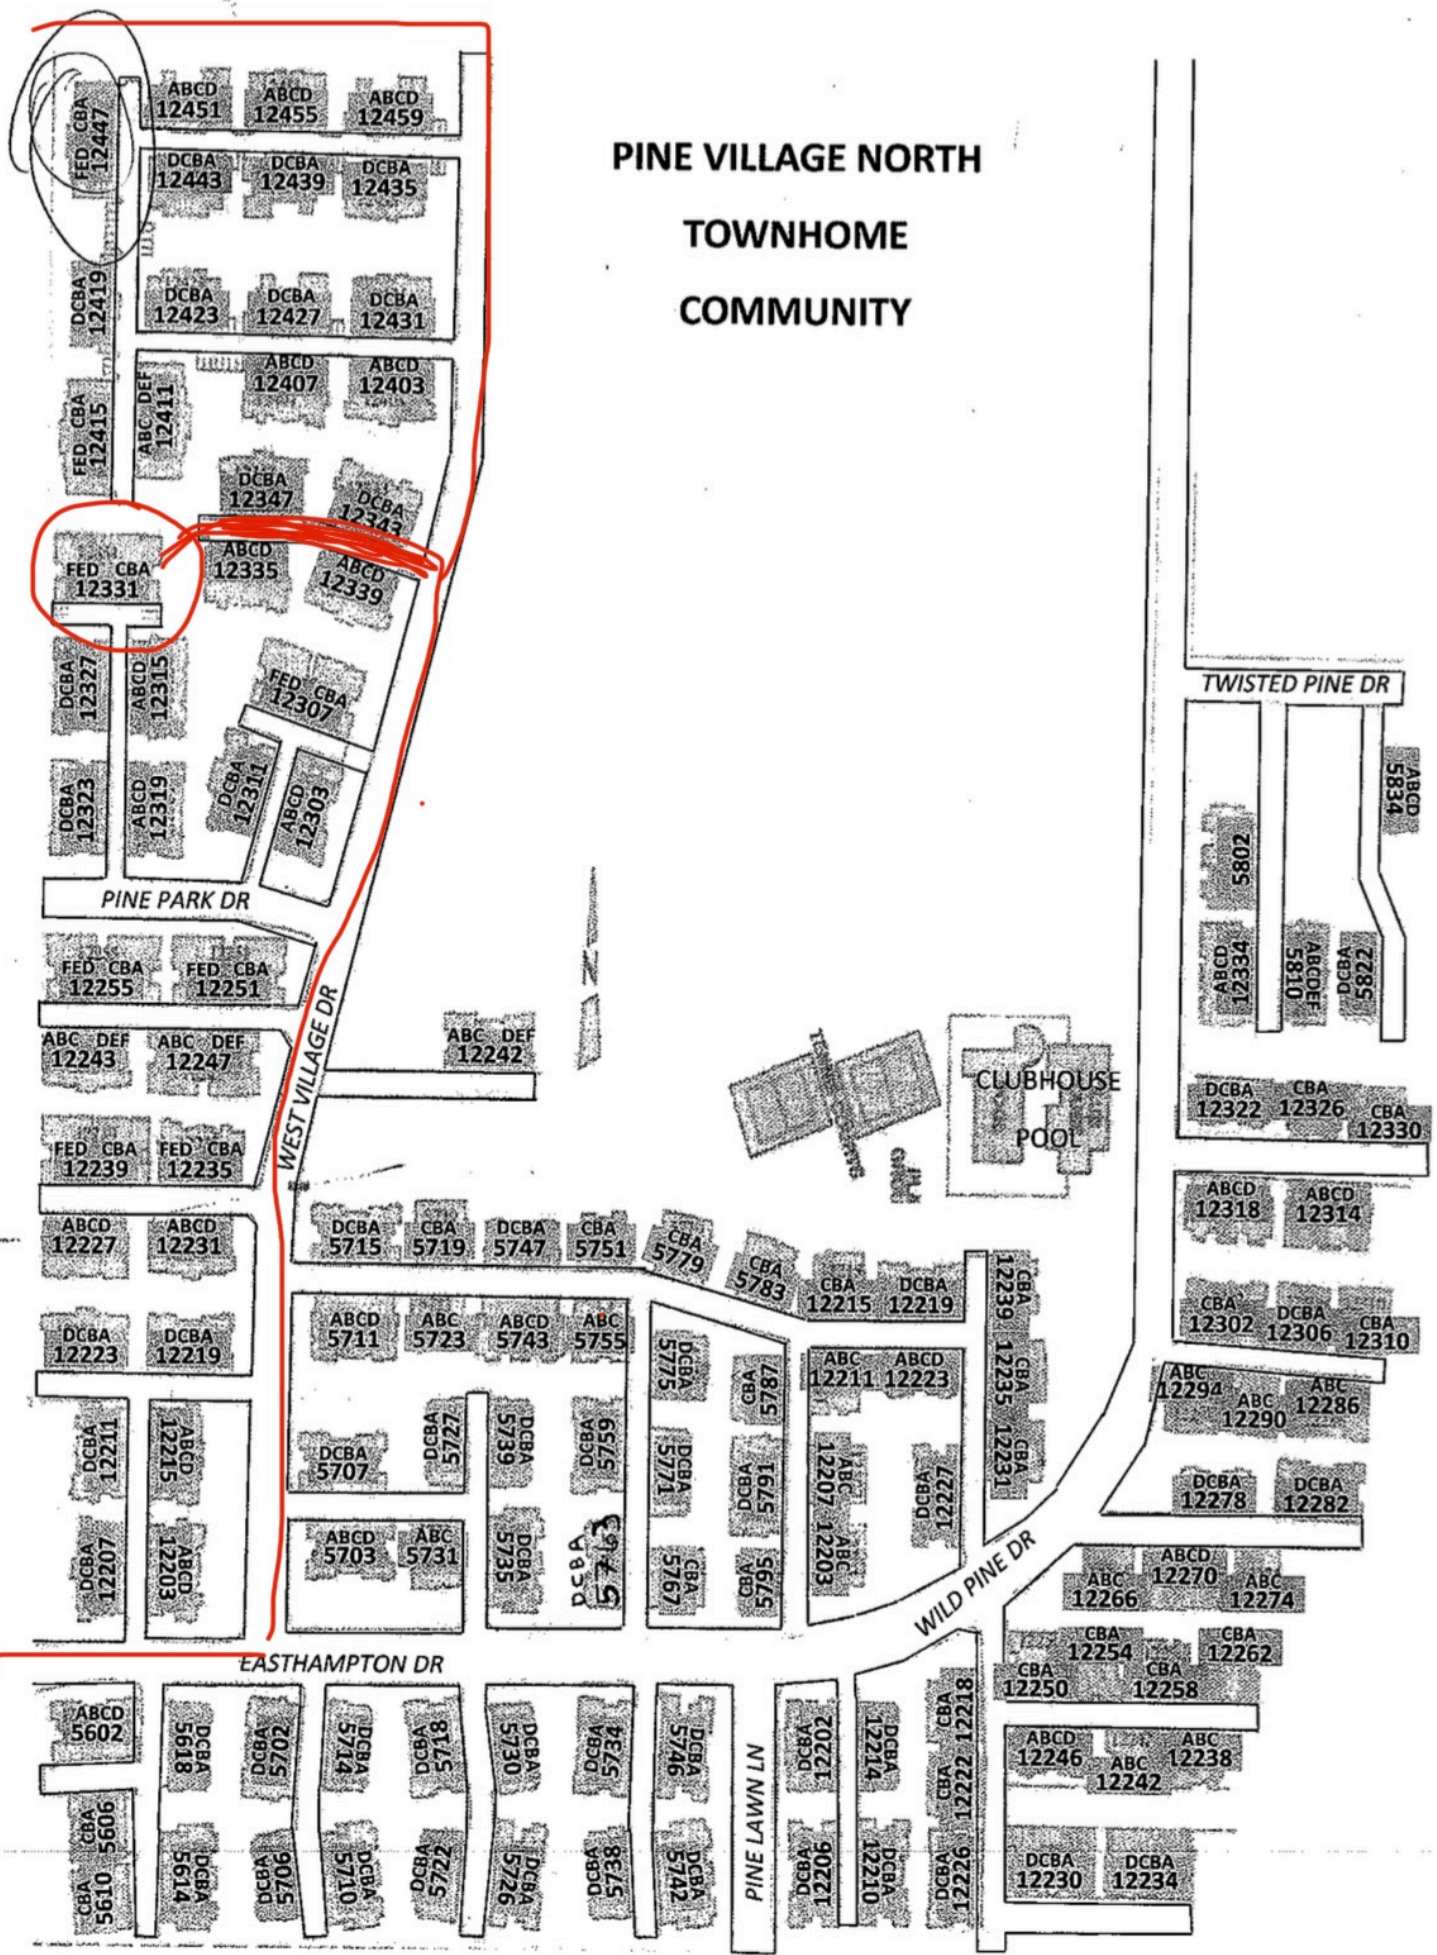 PINE VILLAGE NORTH
TOWNHOME
COMMUNITY
FED CBA
12447
ABCD
12451
ABCD
12455
ABCD
12459
DCBA
12443
DCBA
12439
DCBA
12435
DCBA
12419
DCBA
12423
DCBA
12427
DCBA
12431
FED CBA
12415
ABC DEF
12411
ABCD
12407
ABCD
12403
DCBA
12347
DCBA
12343
FED CBA
12331
ABCD
12335
ABCD
12339
DCBA
12327
ABCD
12315
FED CBA
12307
DCBA
12323
ABCD
12319
DCBA
12311
ABCD
12303
PINE PARK DR
FED CBA
12255
FED CBA
12251
ABC DEF
12243
ABC DEF
12247
WEST VILLAGE DR
ABC DEF
12242
N
FED CBA
12239
FED CBA
12235
ABCD
12227
ABCD
12231
DCBA
12223
DCBA
12219
DCBA
12211
ABCD
12215
DCBA
12207
ABCD
12203
TWISTED PINE DR
ABCD
5834
5802
ABCD
12334
ABCDEF
5810
DCBA
5822
CLUBHOUSE
POOL
DCBA
12322
CBA
12326
CBA
12330
ABCD
12318
ABCD
12314
CBA
12302
DCBA
12306
CBA
12310
ABC
12294
ABC
12290
ABC
12286
DCBA
12278
DCBA
12282
ABC
12266
ABCD
12270
ABC
12274
CBA
12254
CBA
12262
CBA
12250
CBA
12258
ABCD
12246
ABC
12242
ABC
12238
DCBA
12230
DCBA
12234
DCBA
5715
CBA
5719
DCBA
5747
CBA
5751
CBA
5779
CBA
5783
CBA
12215
DCBA
12219
CBA
12239
ABCD
5711
ABC
5723
ABCD
5743
ABC
5755
DCBA
5775
CBA
5787
ABC
12211
ABCD
12223
CBA
12235
DCBA
5707
DCBA
5727
DCBA
5739
DCBA
5759
DCBA
5771
DCBA
5791
ABC
12207
DCBA
12227
CBA
12231
ABCD
5703
ABC
5731
DCBA
5735
DCBA
5763
CBA
5767
CBA
5795
ABC
12203
WILD PINE DR
EASTHAMPTON DR
ABCD
5602
DCBA
5618
DCBA
5702
DCBA
5714
DCBA
5718
DCBA
5730
DCBA
5734
DCBA
5746
PINE LAWN LN
DCBA
12202
DCBA
12214
CBA
12218
CBA
12222
CBA
5606
CBA
5610
DCBA
5614
DCBA
5706
DCBA
5710
DCBA
5722
DCBA
5726
DCBA
5738
DCBA
5742
DCBA
12206
DCBA
12210
DCBA
12226